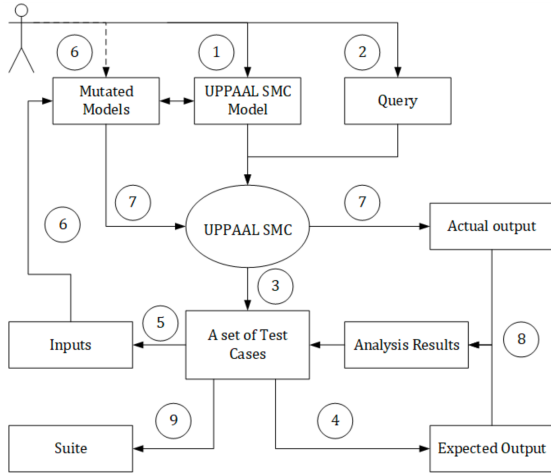 6
1
2
Mutated
Models
UPPAAL SMC
Model
Query
7
7
6
UPPAAL SMC
Actual output
3
5
Inputs
A set of Test
Cases
Analysis Results
8
9
4
Suite
Expected Output